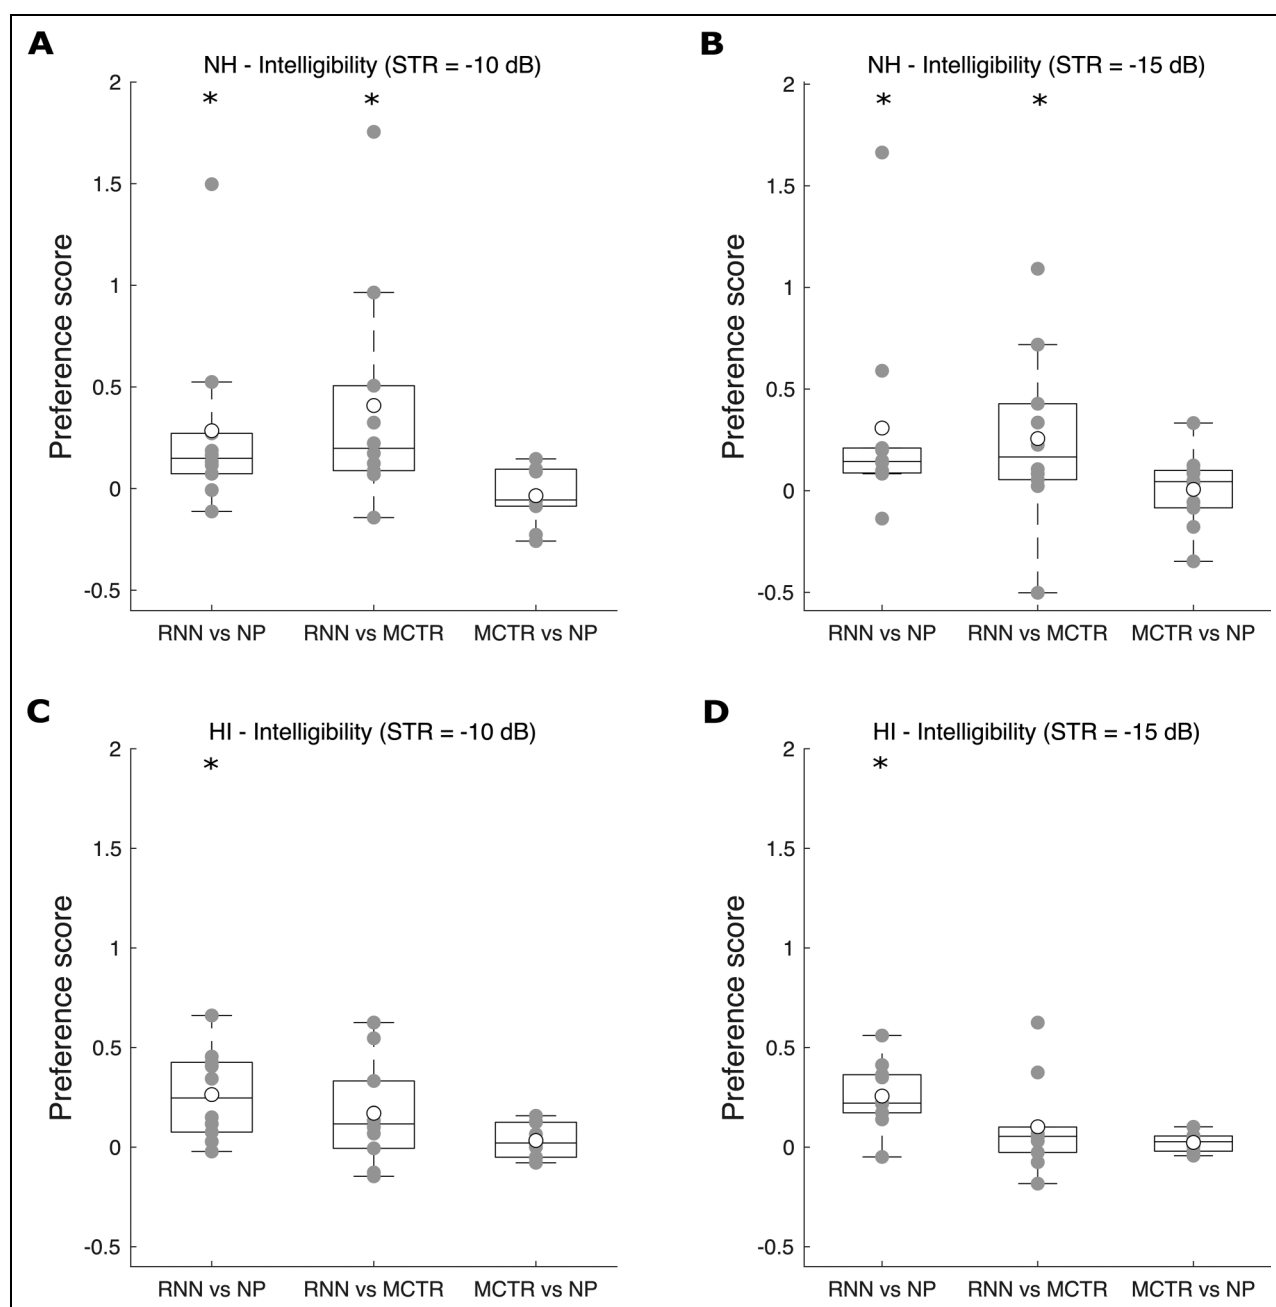 A
NH - Intelligibility (STR = -10 dB)
* *
2
1.5
1
0.5
0
-0.5
Preference score
RNN vs NP RNN vs MCTR MCTR vs NP
B
NH - Intelligibility (STR = -15 dB)
* *
2
1.5
1
0.5
0
-0.5
Preference score
RNN vs NP RNN vs MCTR MCTR vs NP
C
HI - Intelligibility (STR = -10 dB)
*
2
1.5
1
0.5
0
-0.5
Preference score
RNN vs NP RNN vs MCTR MCTR vs NP
D
HI - Intelligibility (STR = -15 dB)
*
2
1.5
1
0.5
0
-0.5
Preference score
RNN vs NP RNN vs MCTR MCTR vs NP